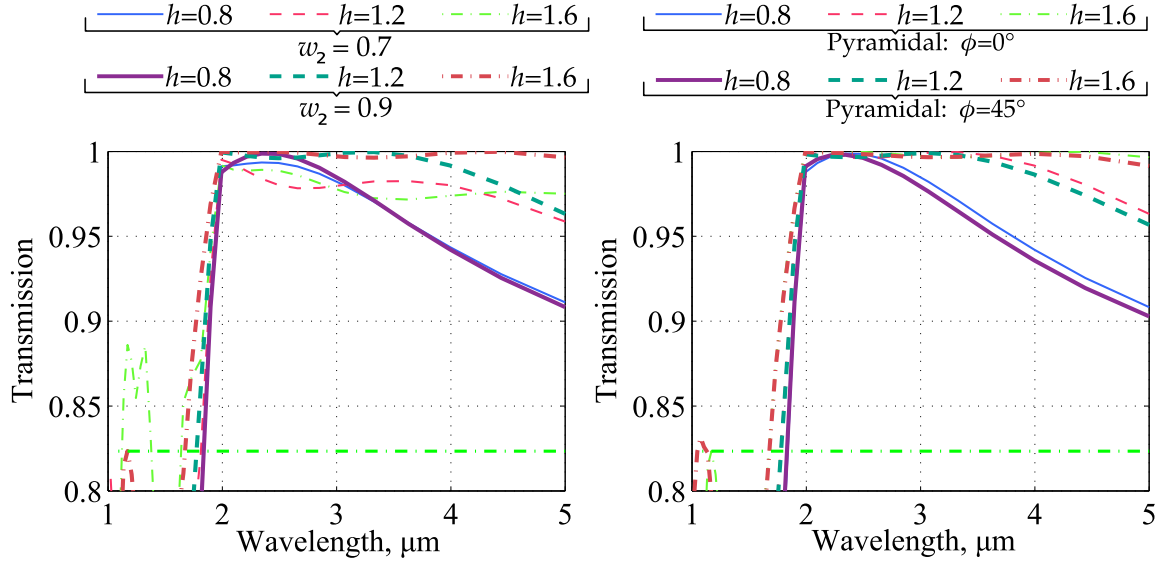 h=0.8 h=1.2 h=1.6
w₂ = 0.7
h=0.8 h=1.2 h=1.6
w₂ = 0.9
1
0.95
0.9
0.85
0.8
Transmission
1 2 3 4 5
Wavelength, μm
h=0.8 h=1.2 h=1.6
Pyramidal: ϕ=0°
h=0.8 h=1.2 h=1.6
Pyramidal: ϕ=45°
1
0.95
0.9
0.85
0.8
Transmission
1 2 3 4 5
Wavelength, μm